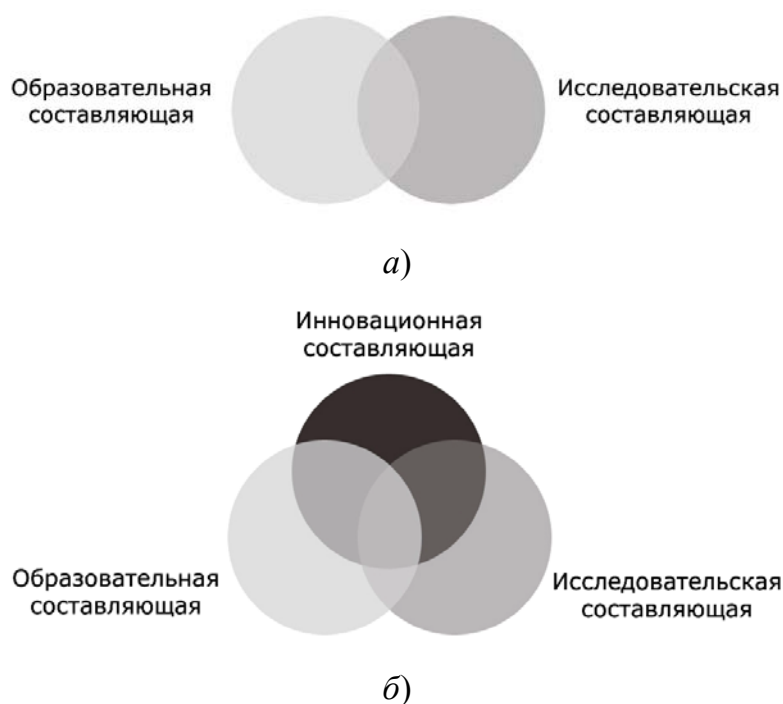 Образовательная
составляющая
Исследовательская
составляющая
а)
Инновационная
составляющая
Образовательная
составляющая
Исследовательская
составляющая
б)